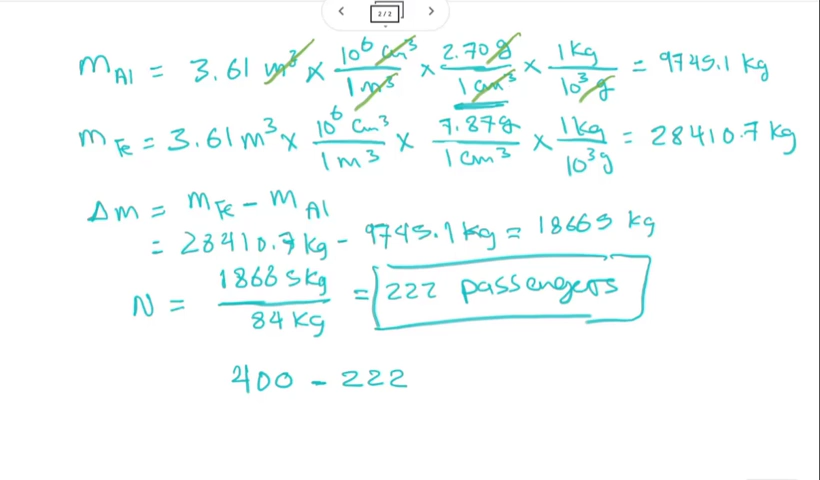 2/2
m_Al = 3.61 m³ × 10⁶ cm³/1 m³ × 2.70 g/1 cm³ × 1 kg/10³ g = 9745.1 kg
m_Fe = 3.61 m³ × 10⁶ cm³/1 m³ × 7.87 g/1 cm³ × 1 kg/10³ g = 28410.7 kg
Δm = m_Fe - m_Al
= 28410.7 kg - 9745.1 kg = 18665 kg
N = 18665 kg/84 kg = 222 passengers
400 - 222